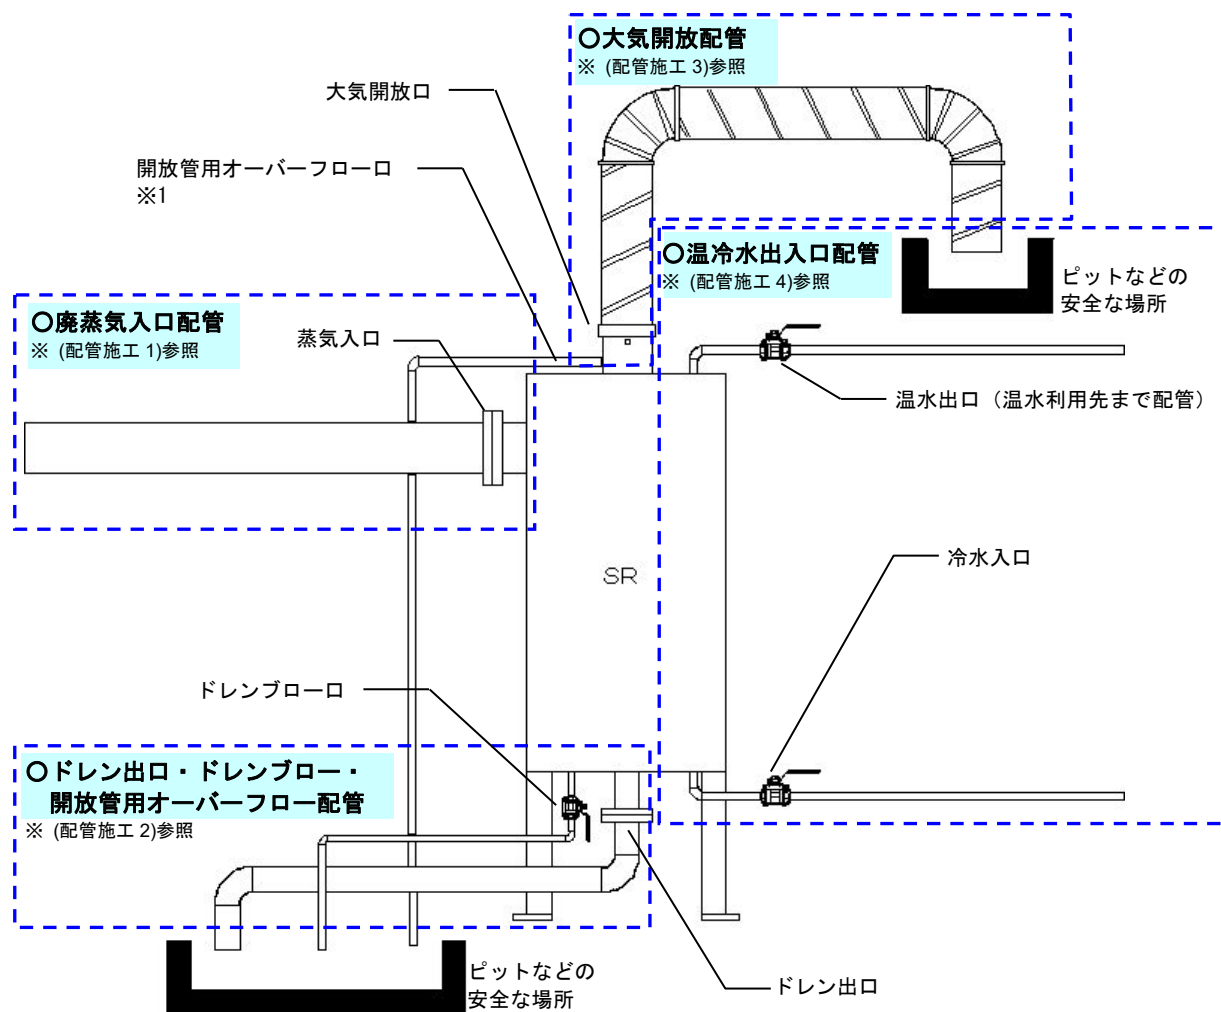 〇大気開放配管
※ (配管施工 3)参照
大気開放口
開放管用オーバーフロー口
※1
〇温冷水出入口配管
※ (配管施工 4)参照
ピットなどの
安全な場所
〇廃蒸気入口配管
※ (配管施工 1)参照
蒸気入口
温水出口（温水利用先まで配管）
冷水入口
SR
ドレンブロー口
〇ドレン出口・ドレンブロー・
開放管用オーバーフロー配管
※ (配管施工 2)参照
ピットなどの
安全な場所
ドレン出口